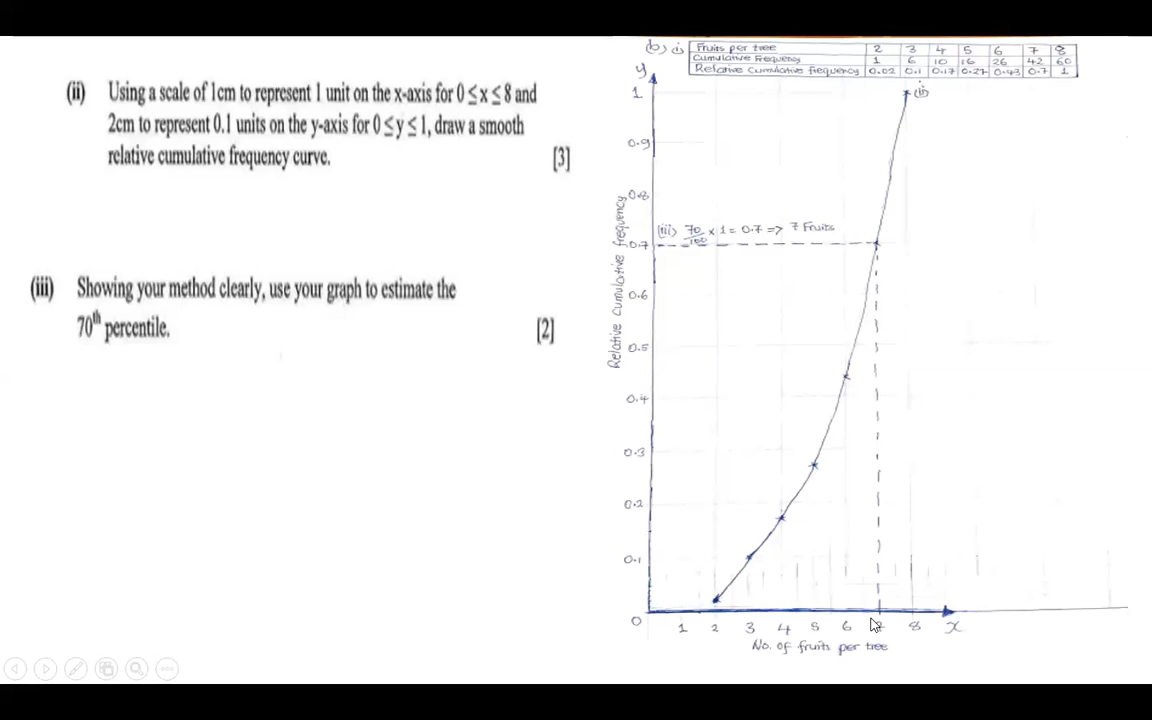 (ii) Using a scale of 1cm to represent 1 unit on the x-axis for 0 ≤ x ≤ 8 and
2cm to represent 0.1 units on the y-axis for 0 ≤ y ≤ 1, draw a smooth
relative cumulative frequency curve. [3]
(iii) Showing your method clearly, use your graph to estimate the
70th percentile. [2]
(b) i)
Fruits per tree 2 3 4 5 6 7 8
Cumulative Frequency 1 6 10 16 26 42 60
Relative Cumulative frequency 0.02 0.1 0.17 0.27 0.43 0.7 1
y
1
(ii)
0.9
0.8
(iii) 70/100 × 1 = 0.7 => 7 Fruits
0.7
0.6
0.5
0.4
0.3
0.2
0.1
0
Relative Cumulative frequency
1 2 3 4 5 6 7 8 x
No. of fruits per tree